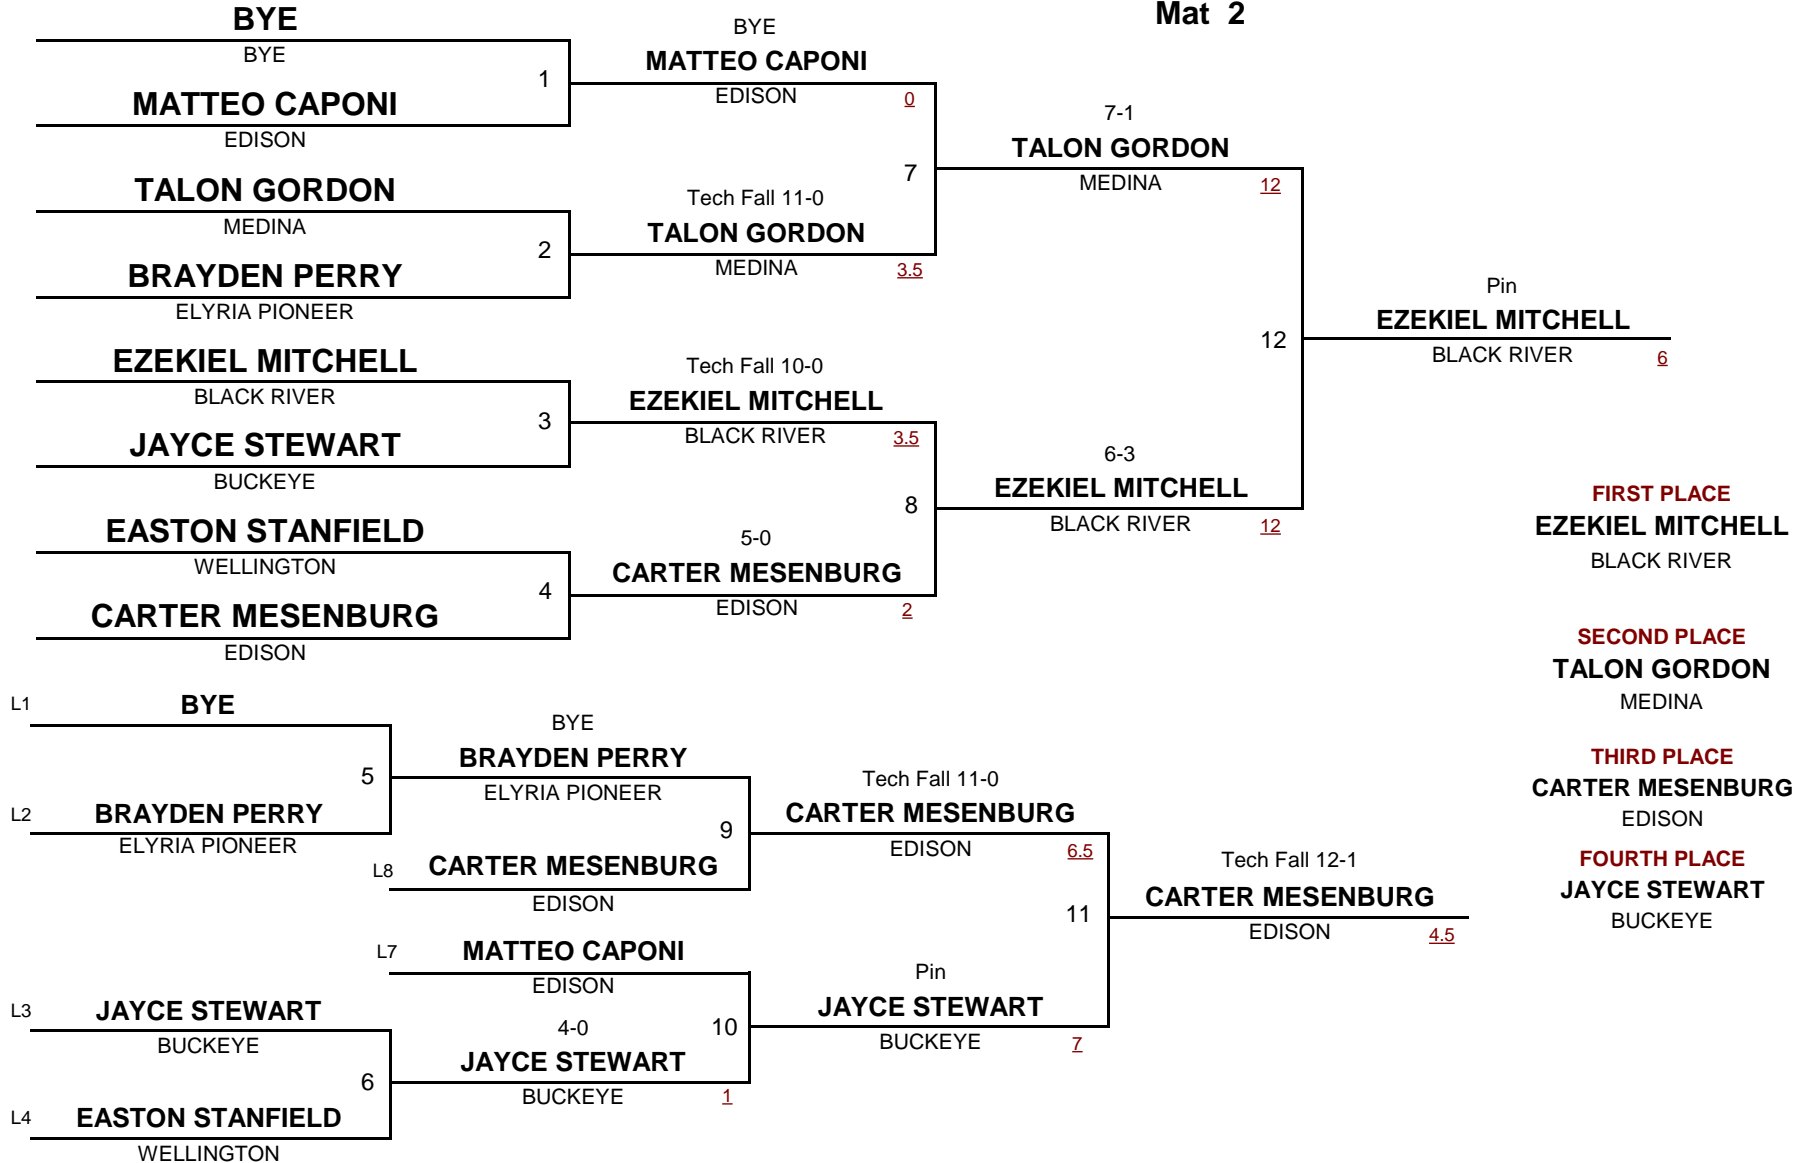 Mat 2
BYE
BYE
1
MATTEO CAPONI
EDISON
TALON GORDON
MEDINA
2
BRAYDEN PERRY
ELYRIA PIONEER
EZEKIEL MITCHELL
BLACK RIVER
3
JAYCE STEWART
BUCKEYE
EASTON STANFIELD
WELLINGTON
4
CARTER MESENBURG
EDISON
BYE
MATTEO CAPONI
EDISON 0
7
Tech Fall 11-0
TALON GORDON
MEDINA 3.5
Tech Fall 10-0
EZEKIEL MITCHELL
BLACK RIVER 3.5
8
5-0
CARTER MESENBURG
EDISON 2
7-1
TALON GORDON
MEDINA 12
12
6-3
EZEKIEL MITCHELL
BLACK RIVER 12
Pin
EZEKIEL MITCHELL
BLACK RIVER 6
FIRST PLACE
EZEKIEL MITCHELL
BLACK RIVER
SECOND PLACE
TALON GORDON
MEDINA
THIRD PLACE
CARTER MESENBURG
EDISON
FOURTH PLACE
JAYCE STEWART
BUCKEYE
L1 BYE
5
L2 BRAYDEN PERRY
ELYRIA PIONEER
L3 JAYCE STEWART
BUCKEYE
6
L4 EASTON STANFIELD
WELLINGTON
BYE
BRAYDEN PERRY
ELYRIA PIONEER
9
L8 CARTER MESENBURG
EDISON
L7 MATTEO CAPONI
EDISON
4-0 10
JAYCE STEWART
BUCKEYE 1
Tech Fall 11-0
CARTER MESENBURG
EDISON 6.5
11
Pin
JAYCE STEWART
BUCKEYE 7
Tech Fall 12-1
CARTER MESENBURG
EDISON 4.5